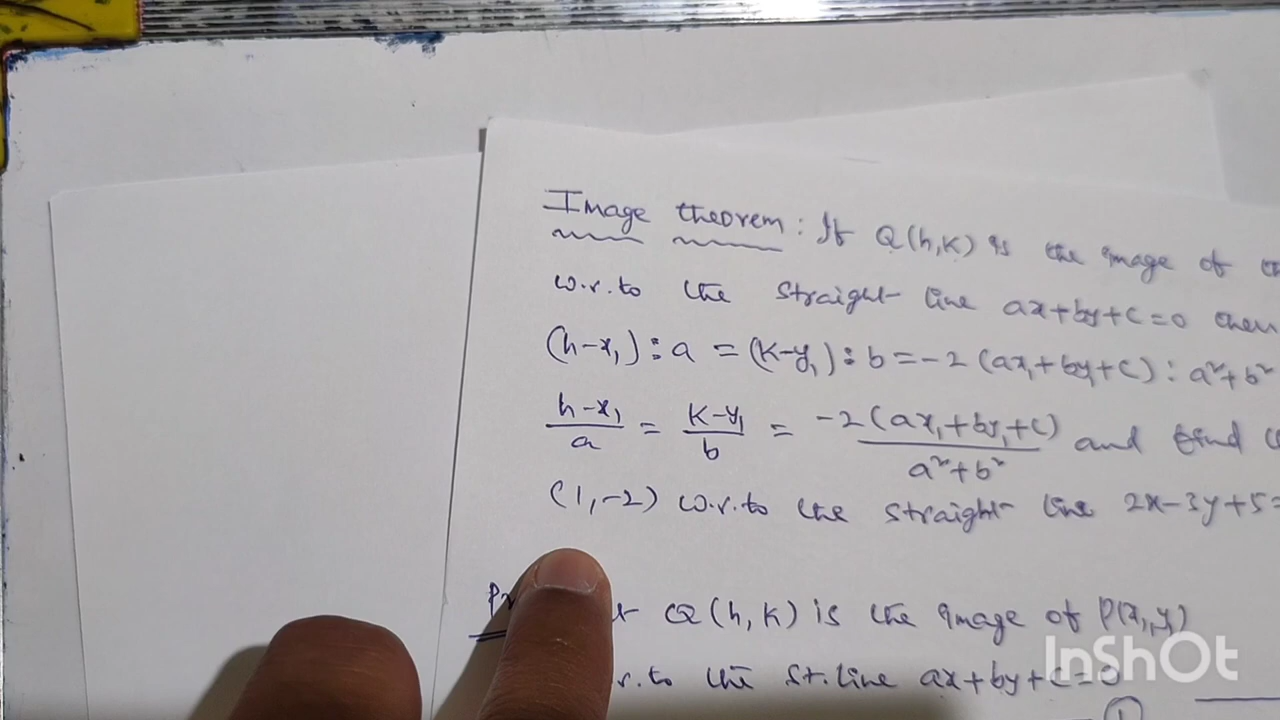 Image theorem: If Q(h,k) is the image of
w.r.to the straight line ax+by+c=0 then
(h-x₁):a = (k-y₁):b = -2(ax₁+by₁+c):a²+b²
(h-x₁)/a = (k-y₁)/b = -2(ax₁+by₁+c)/(a²+b²) and find
(1,-2) w.r.to the straight line 2x-3y+5=
Q(h,k) is the image of P(x₁,y₁)
r.to the St.line ax+by+c=0
①
InShOt